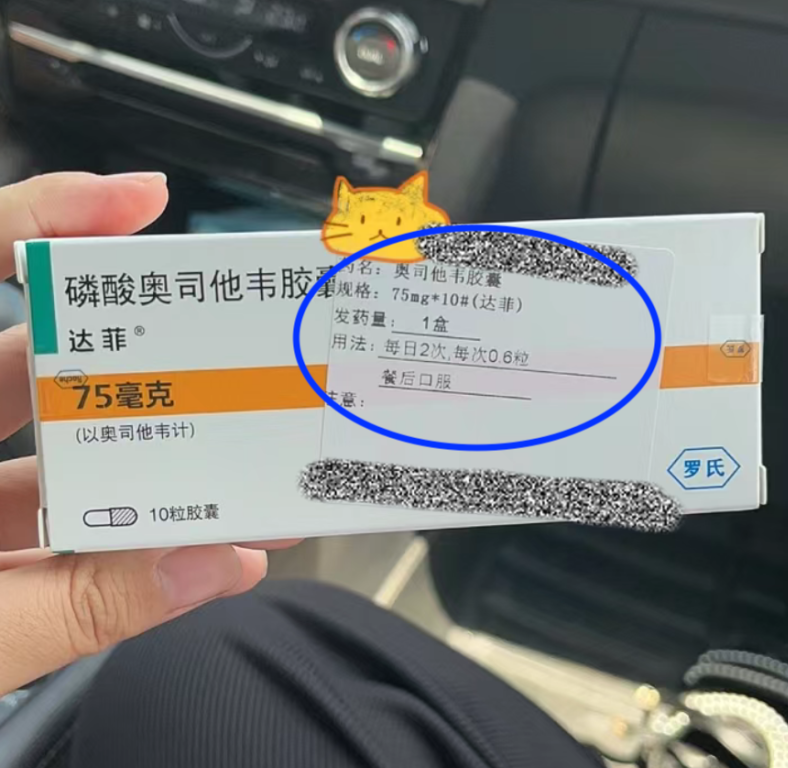 磷酸奥司他韦胶囊
达菲®
Roche
75毫克
(以奥司他韦计)
10粒胶囊
药名：奥司他韦胶囊
规格：75mg*10#(达菲)
发药量：1盒
用法：每日2次,每次0.6粒
餐后口服
注意：
罗氏